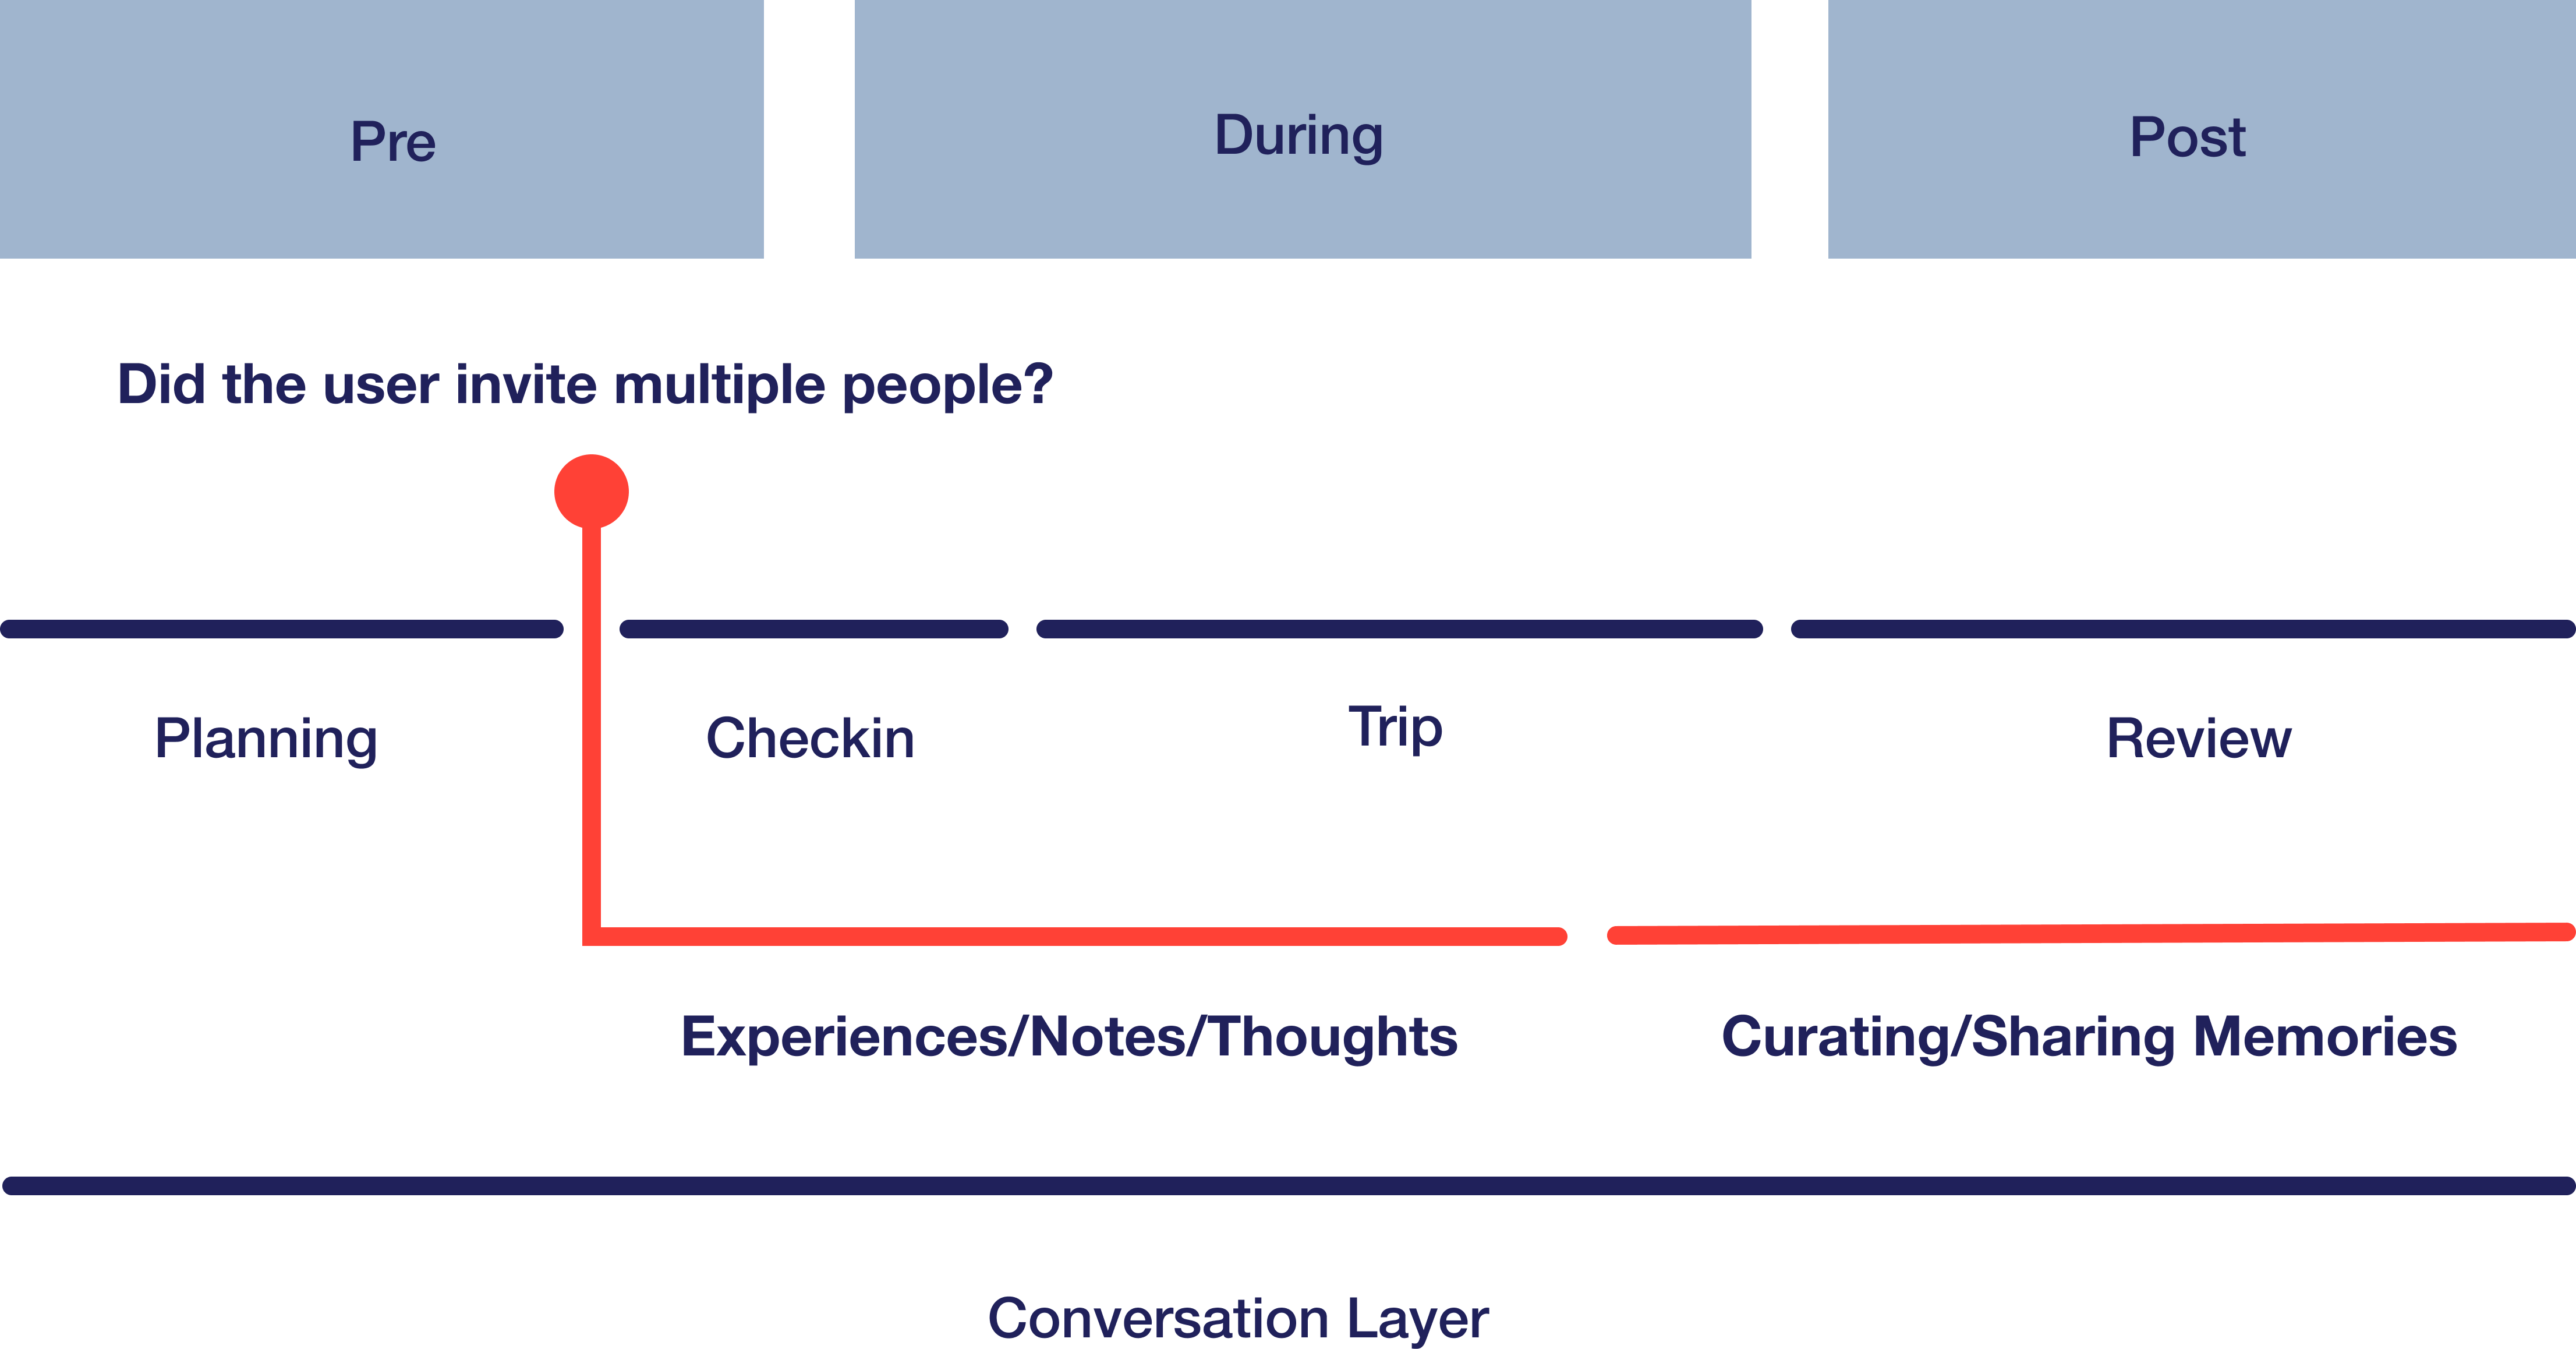 Pre
During
Post
Did the user invite multiple people?
Planning
Checkin
Trip
Review
Experiences/Notes/Thoughts
Curating/Sharing Memories
Conversation Layer